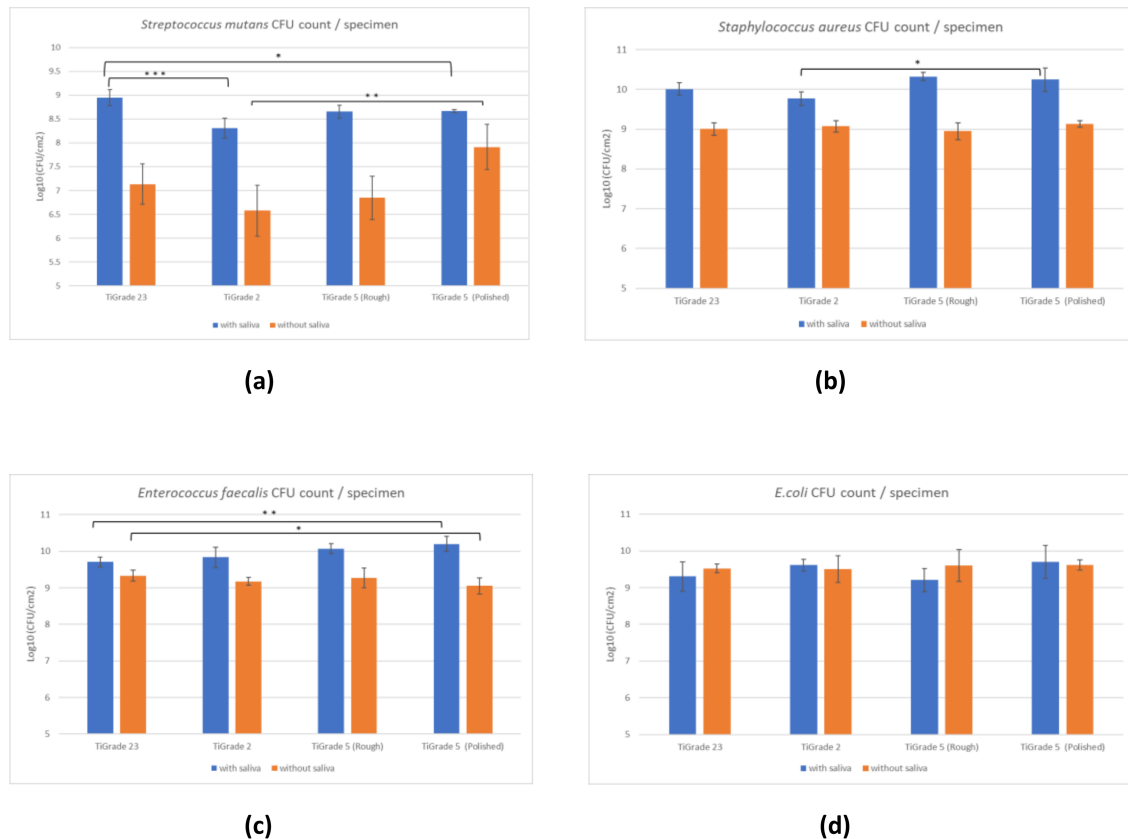 Streptococcus mutans CFU count / specimen
*
***
**
10
9.5
9
8.5
8
7.5
7
6.5
6
5.5
5
Log10 (CFU/cm2)
TiGrade 23 TiGrade 2 TiGrade 5 (Rough) TiGrade 5 (Polished)
with saliva without saliva
(a)
Staphylococcus aureus CFU count / specimen
*
11
10
9
8
7
6
5
Log10 (CFU/cm2)
TiGrade 23 TiGrade 2 TiGrade 5 (Rough) TiGrade 5 (Polished)
with saliva without saliva
(b)
Enterococcus faecalis CFU count / specimen
**
*
11
10
9
8
7
6
5
Log10 (CFU/cm2)
TiGrade 23 TiGrade 2 TiGrade 5 (Rough) TiGrade 5 (Polished)
with saliva without saliva
(c)
E.coli CFU count / specimen
11
10
9
8
7
6
5
Log10 (CFU/cm2)
TiGrade 23 TiGrade 2 TiGrade 5 (Rough) TiGrade 5 (Polished)
with saliva without saliva
(d)